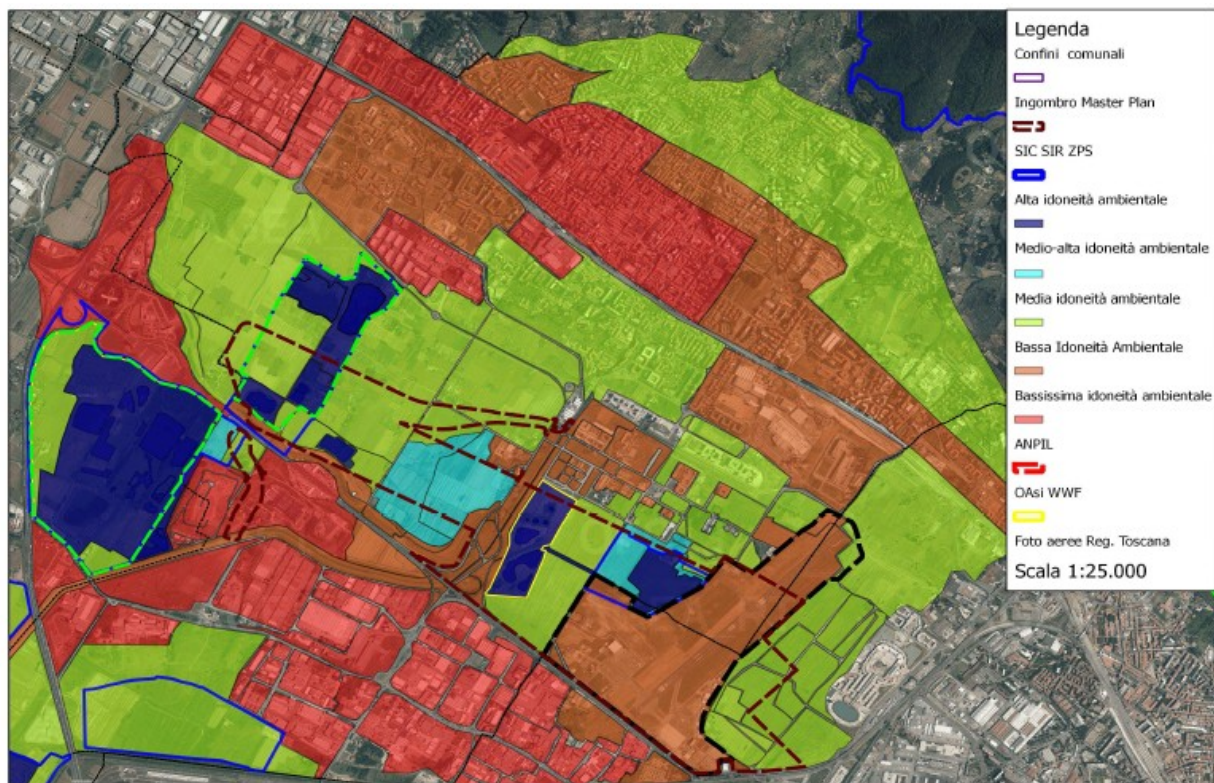 Legenda
Confini comunali
Ingombro Master Plan
SIC SIR ZPS
Alta idoneità ambientale
Medio-alta idoneità ambientale
Media idoneità ambientale
Bassa Idoneità Ambientale
Bassissima idoneità ambientale
ANPIL
OAsi WWF
Foto aeree Reg. Toscana
Scala 1:25.000